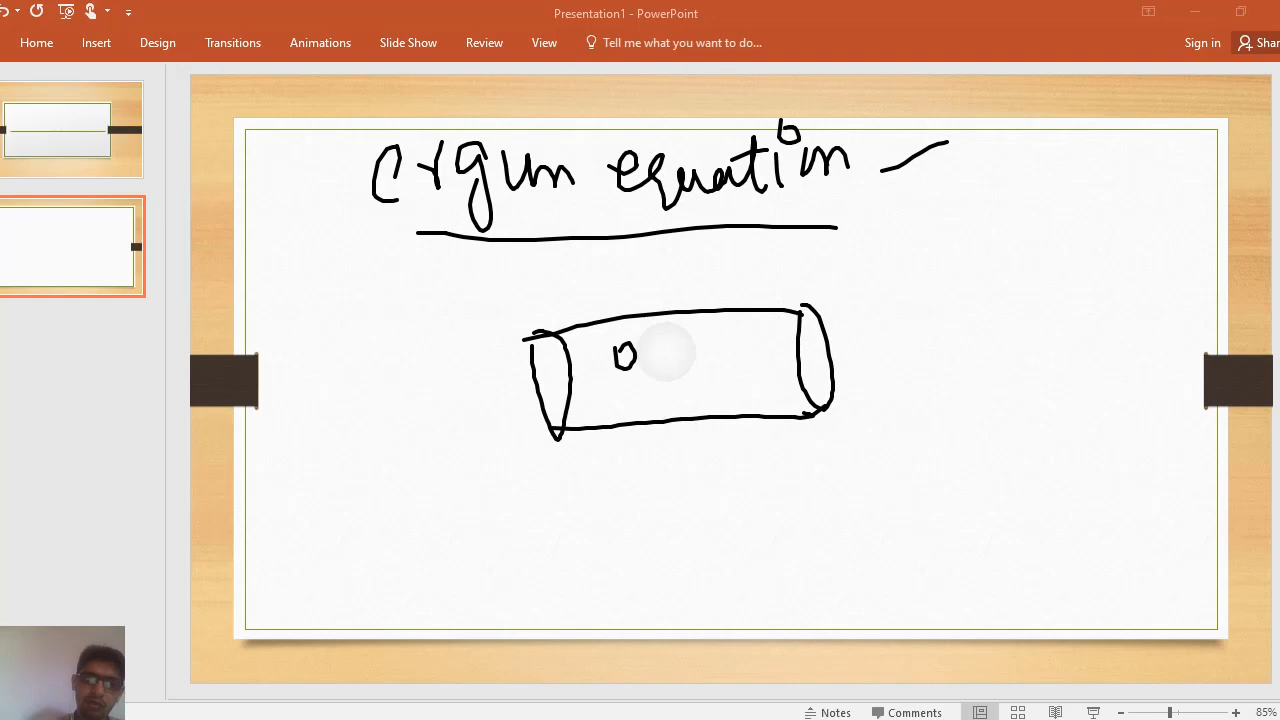 Presentation1 - PowerPoint
Home Insert Design Transitions Animations Slide Show Review View Tell me what you want to do... Sign in Shar
Ergun equation
Notes Comments 85%